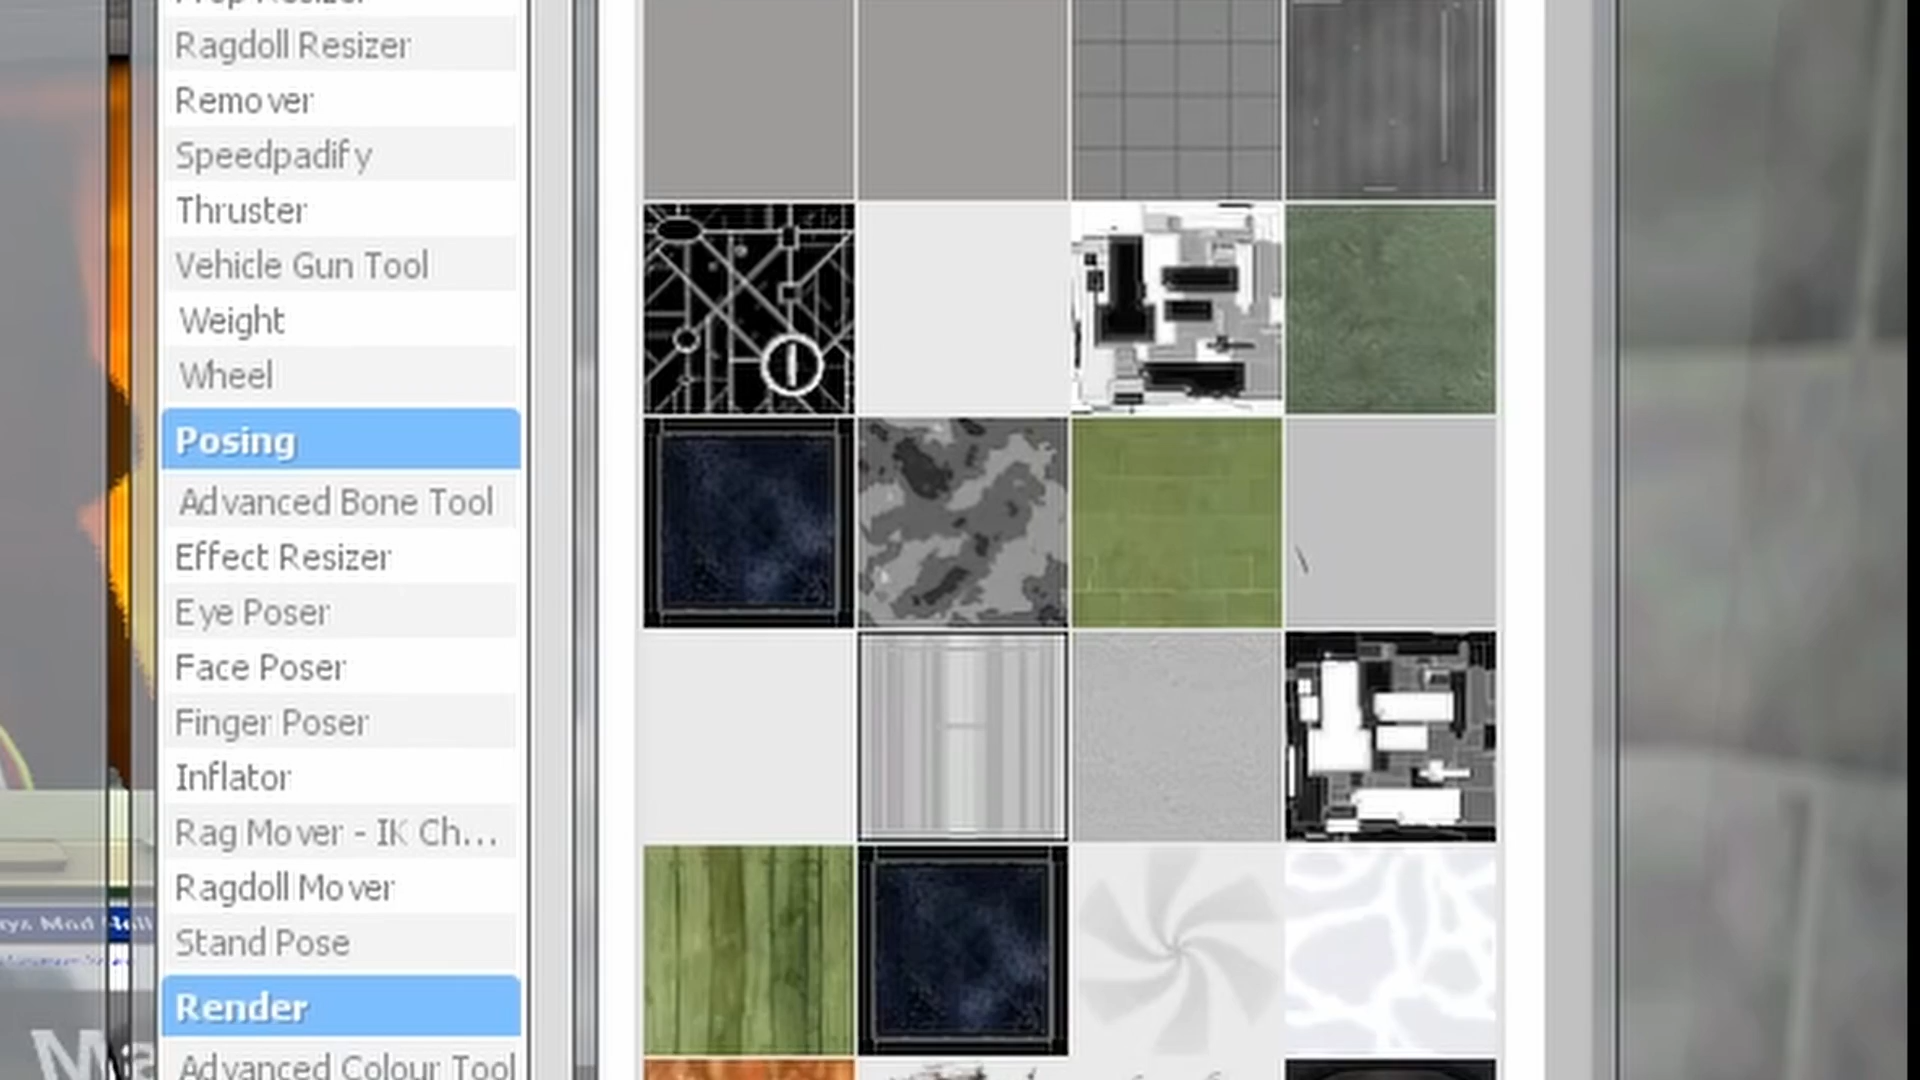 Ragdoll Resizer
Remover
Speedpadify
Thruster
Vehicle Gun Tool
Weight
Wheel
Posing
Advanced Bone Tool
Effect Resizer
Eye Poser
Face Poser
Finger Poser
Inflator
Rag Mover - IK Ch...
Ragdoll Mover
Stand Pose
Render
Advanced Colour Tool